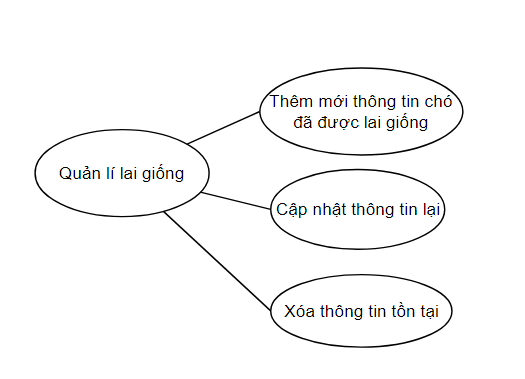 Thêm mới thông tin chó
đã được lai giống
Quản lí lai giống
Cập nhật thông tin lại
Xóa thông tin tồn tại